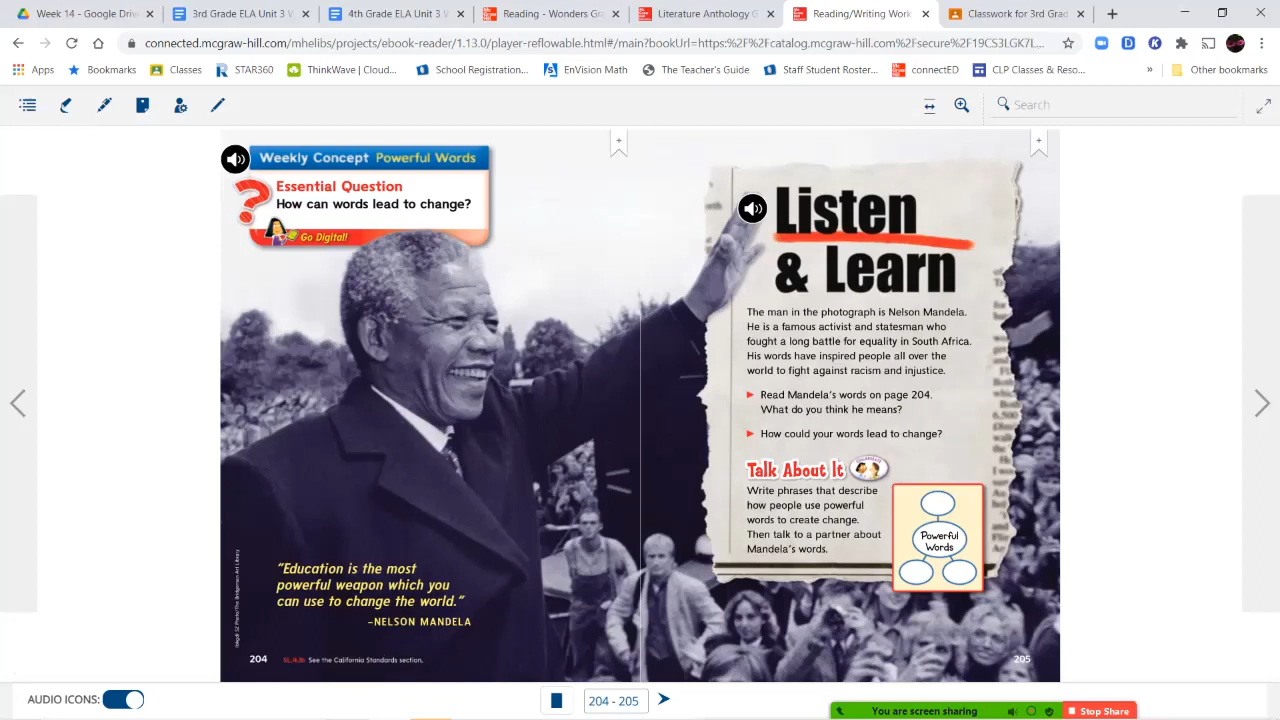 Week 14 - Google Drive
3rd Grade ELA Unit 3 W
4th Grade ELA Unit 3 V
Reading - Wonders Gra
Literature Anthology G
Reading/Writing Work
Classwork for 3rd Grad
connected.mcgraw-hill.com/mhelibs/projects/ebook-reader/1.13.0/player-radowable.html#/main?bookUrl=https:%2F%2Fcatalog.mcgraw-hill.com%2Fsecure%2F19CS3LGK7L...
Apps
Bookmarks
Classes
STAR360
ThinkWave | Cloud...
School Registration...
EnVision Math
The Teacher's Guide
Staff Student Roster...
connectED
CLP Classes & Reso...
»
Other bookmarks
Search
Weekly Concept Powerful Words
Essential Question
How can words lead to change?
Go Digital!
Listen
& Learn
The man in the photograph is Nelson Mandela.
He is a famous activist and statesman who
fought a long battle for equality in South Africa.
His words have inspired people all over the
world to fight against racism and injustice.
Read Mandela's words on page 204.
What do you think he means?
How could your words lead to change?
Talk About It
COLLABORATE
Write phrases that describe
how people use powerful
words to create change.
Then talk to a partner about
Mandela's words.
Powerful
Words
"Education is the most
powerful weapon which you
can use to change the world."
–NELSON MANDELA
204
See the California Standards section.
205
AUDIO ICONS:
204 - 205
You are screen sharing
Stop Share